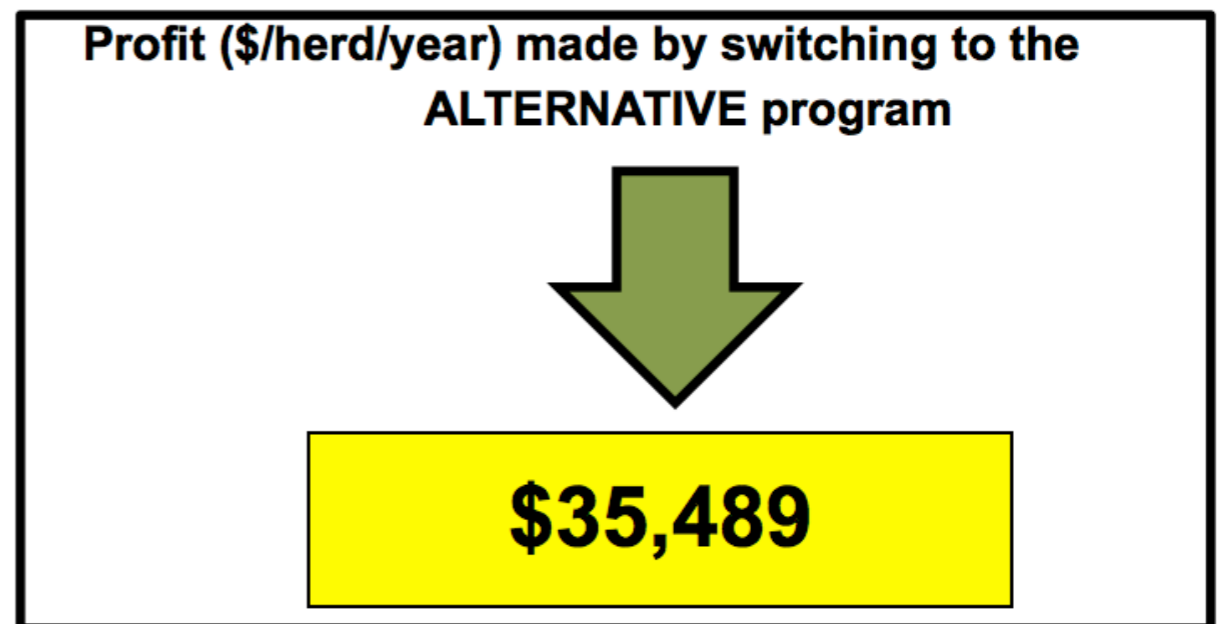 Profit ($/herd/year) made by switching to the
ALTERNATIVE program
$35,489